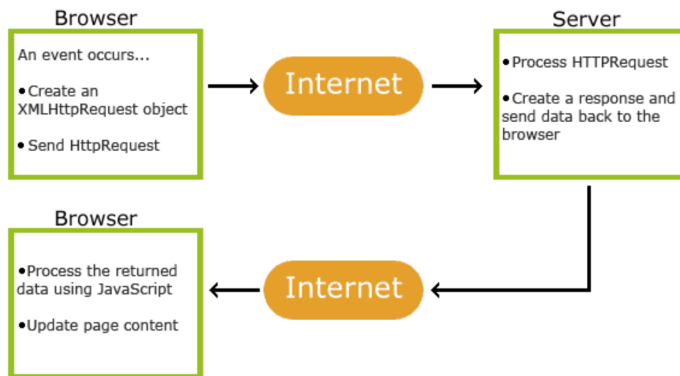 Browser
An event occurs...
•Create an
XMLHttpRequest object
• Send HttpRequest
Internet
Server
•Process HTTPRequest
•Create a response and
send data back to the
browser
Browser
•Process the returned
data using JavaScript
•Update page content
Internet